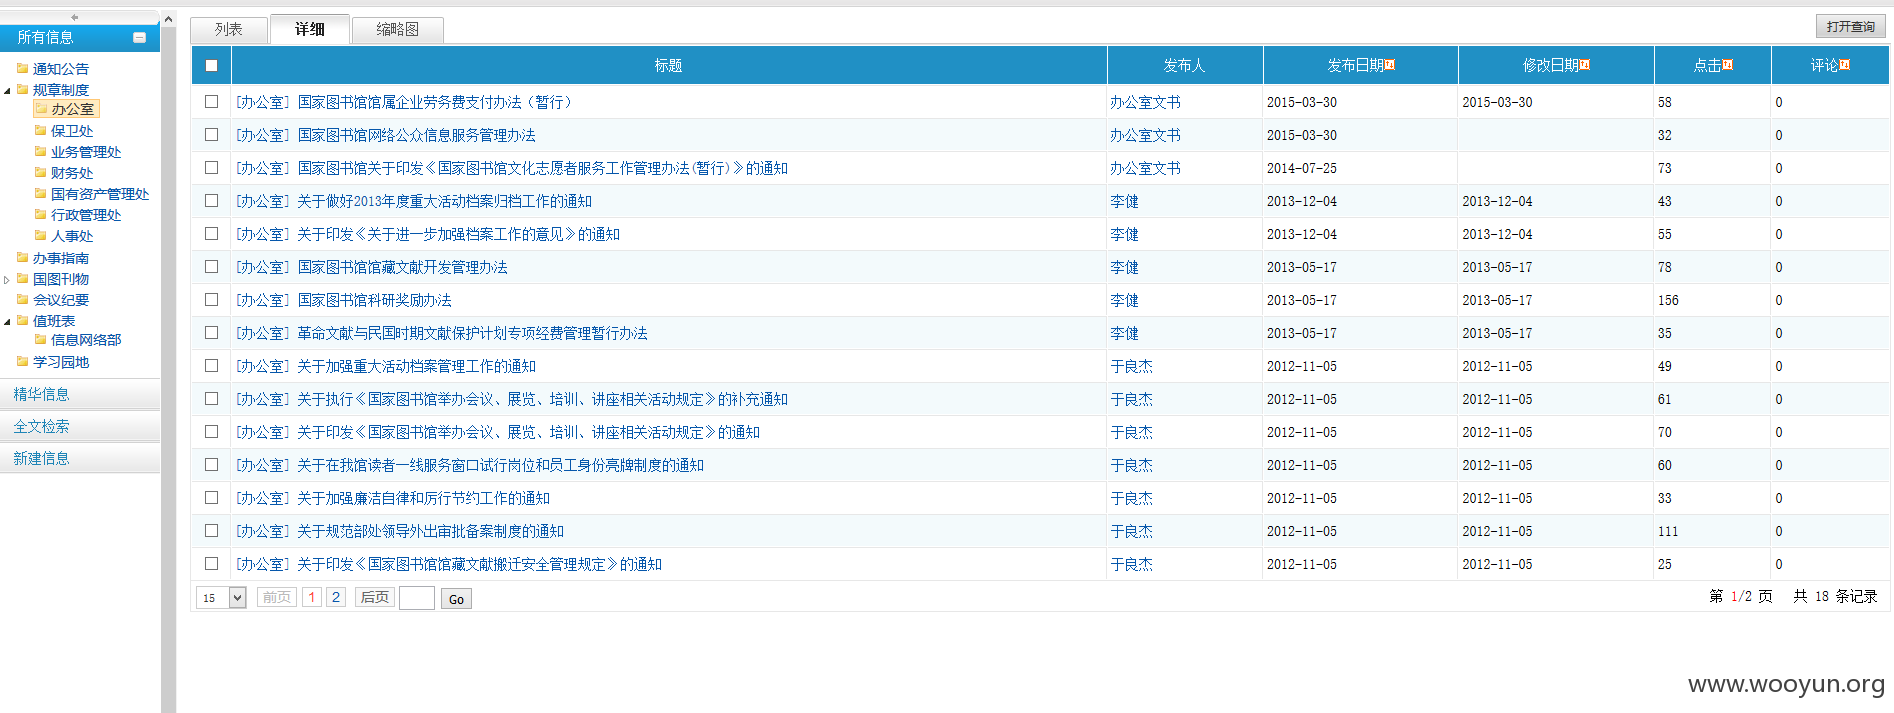 所有信息
通知公告
规章制度
办公室
保卫处
业务管理处
财务处
国有资产管理处
行政管理处
人事处
办事指南
国图刊物
会议纪要
值班表
信息网络部
学习园地
精华信息
全文检索
新建信息
列表 详细 缩略图 打开查询
标题 发布人 发布日期 修改日期 点击 评论
[办公室] 国家图书馆馆属企业劳务费支付办法（暂行） 办公室文书 2015-03-30 2015-03-30 58 0
[办公室] 国家图书馆网络公众信息服务管理办法 办公室文书 2015-03-30 32 0
[办公室] 国家图书馆关于印发《国家图书馆文化志愿者服务工作管理办法(暂行)》的通知 办公室文书 2014-07-25 73 0
[办公室] 关于做好2013年度重大活动档案归档工作的通知 李健 2013-12-04 2013-12-04 43 0
[办公室] 关于印发《关于进一步加强档案工作的意见》的通知 李健 2013-12-04 2013-12-04 55 0
[办公室] 国家图书馆馆藏文献开发管理办法 李健 2013-05-17 2013-05-17 78 0
[办公室] 国家图书馆科研奖励办法 李健 2013-05-17 2013-05-17 156 0
[办公室] 革命文献与民国时期文献保护计划专项经费管理暂行办法 李健 2013-05-17 2013-05-17 35 0
[办公室] 关于加强重大活动档案管理工作的通知 于良杰 2012-11-05 2012-11-05 49 0
[办公室] 关于执行《国家图书馆举办会议、展览、培训、讲座相关活动规定》的补充通知 于良杰 2012-11-05 2012-11-05 61 0
[办公室] 关于印发《国家图书馆举办会议、展览、培训、讲座相关活动规定》的通知 于良杰 2012-11-05 2012-11-05 70 0
[办公室] 关于在我馆读者一线服务窗口试行岗位和员工身份亮牌制度的通知 于良杰 2012-11-05 2012-11-05 60 0
[办公室] 关于加强廉洁自律和厉行节约工作的通知 于良杰 2012-11-05 2012-11-05 33 0
[办公室] 关于规范部处领导外出审批备案制度的通知 于良杰 2012-11-05 2012-11-05 111 0
[办公室] 关于印发《国家图书馆馆藏文献搬迁安全管理规定》的通知 于良杰 2012-11-05 2012-11-05 25 0
15 前页 1 2 后页 Go 第 1/2 页 共 18 条记录
www.wooyun.org